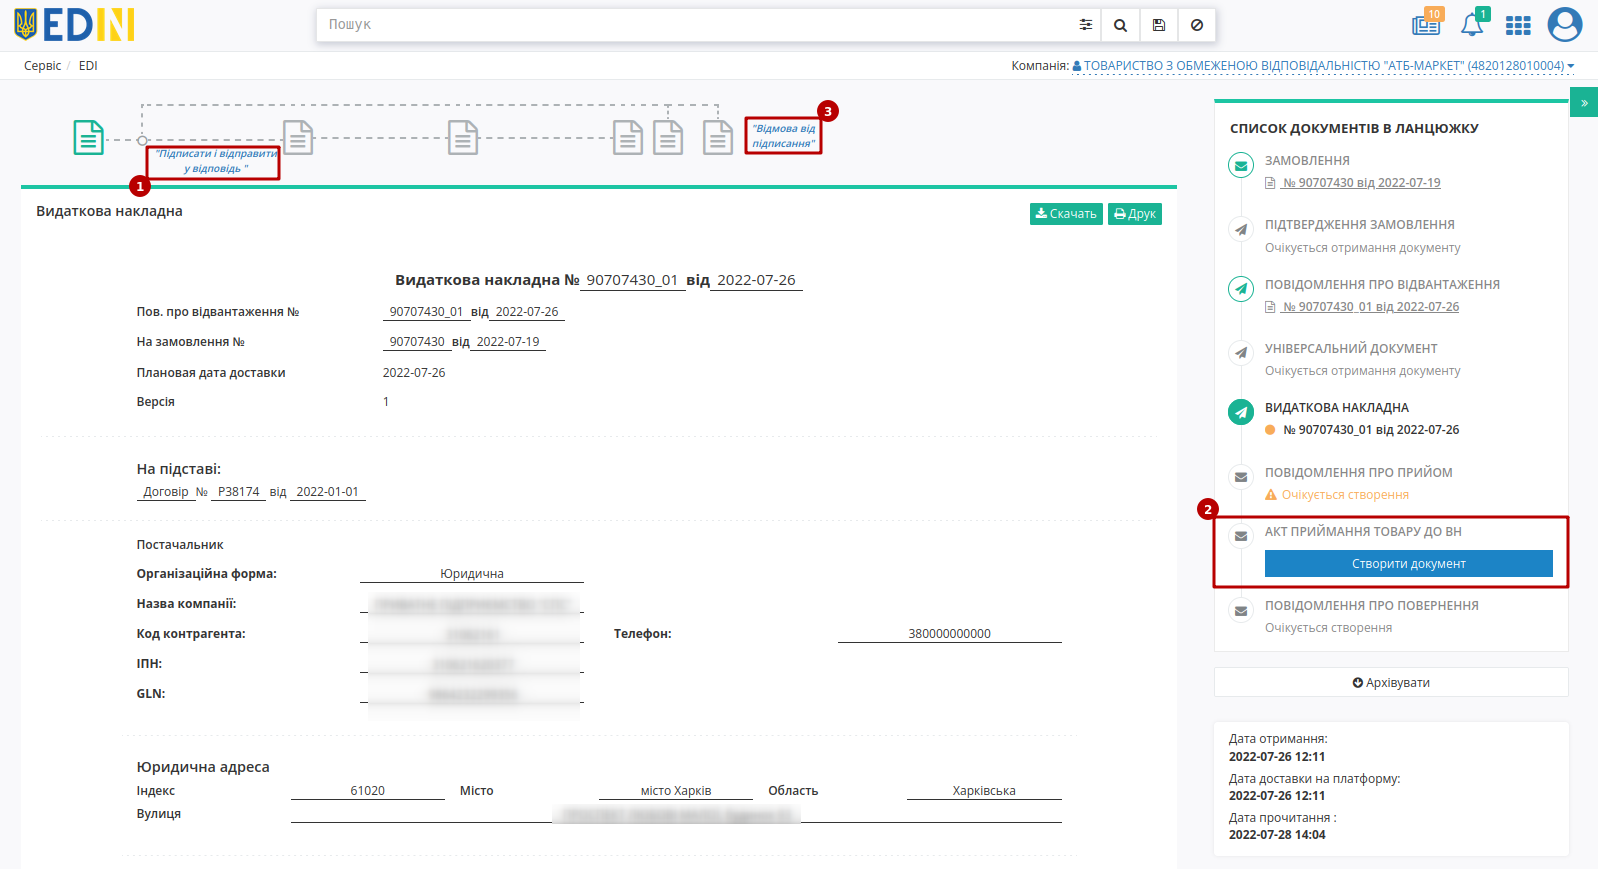 EDIN
Пошук
10
1
Сервіс / EDI
Компанія: ТОВАРИСТВО З ОБМЕЖЕНОЮ ВІДПОВІДАЛЬНІСТЮ "АТБ-МАРКЕТ" (4820128010004)
"Підписати і відправити
у відповідь "
1
"Відмова від
підписання"
3
Видаткова накладна
Скачать
Друк
Видаткова накладна № 90707430_01 від 2022-07-26
Пов. про відвантаження № 90707430_01 від 2022-07-26
На замовлення № 90707430 від 2022-07-19
Плановая дата доставки 2022-07-26
Версія 1
На підставі:
Договір № Р38174 від 2022-01-01
Постачальник
Організаційна форма: Юридична
Назва компанії:
Код контрагента:
Телефон: 380000000000
ІПН:
GLN:
Юридична адреса
Індекс 61020 Місто місто Харків Область Харківська
Вулиця
»
СПИСОК ДОКУМЕНТІВ В ЛАНЦЮЖКУ
ЗАМОВЛЕННЯ
№ 90707430 від 2022-07-19
ПІДТВЕРДЖЕННЯ ЗАМОВЛЕННЯ
Очікується отримання документу
ПОВІДОМЛЕННЯ ПРО ВІДВАНТАЖЕННЯ
№ 90707430_01 від 2022-07-26
УНІВЕРСАЛЬНИЙ ДОКУМЕНТ
Очікується отримання документу
ВИДАТКОВА НАКЛАДНА
№ 90707430_01 від 2022-07-26
ПОВІДОМЛЕННЯ ПРО ПРИЙОМ
Очікується створення
2
АКТ ПРИЙМАННЯ ТОВАРУ ДО ВН
Створити документ
ПОВІДОМЛЕННЯ ПРО ПОВЕРНЕННЯ
Очікується створення
Архівувати
Дата отримання:
2022-07-26 12:11
Дата доставки на платформу:
2022-07-26 12:11
Дата прочитання :
2022-07-28 14:04